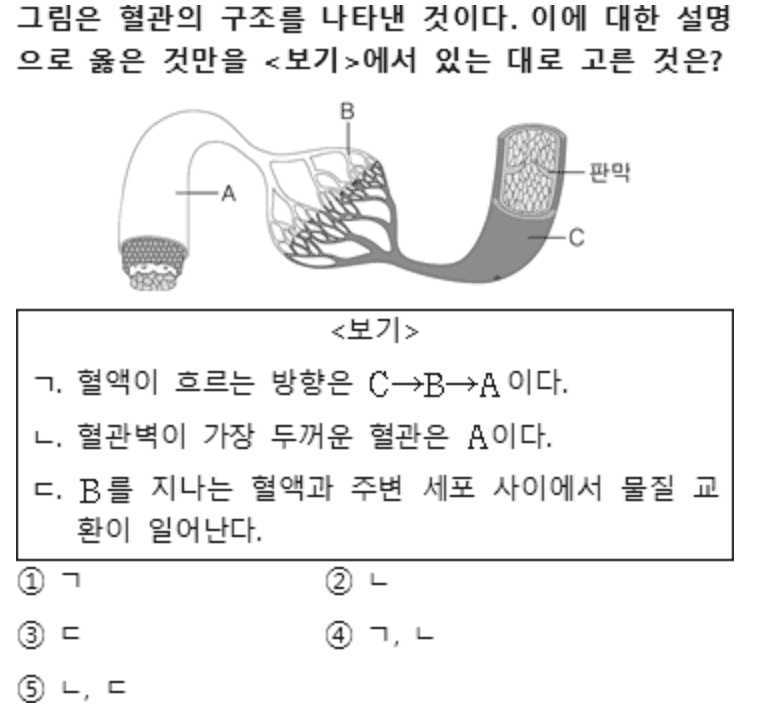 그림은 혈관의 구조를 나타낸 것이다. 이에 대한 설명
으로 옳은 것만을 <보기>에서 있는 대로 고른 것은?
B
A
판막
C
<보기>
ㄱ. 혈액이 흐르는 방향은 C→B→A이다.
ㄴ. 혈관벽이 가장 두꺼운 혈관은 A이다.
ㄷ. B를 지나는 혈액과 주변 세포 사이에서 물질 교
환이 일어난다.
① ㄱ ② ㄴ
③ ㄷ ④ ㄱ, ㄴ
⑤ ㄴ, ㄷ